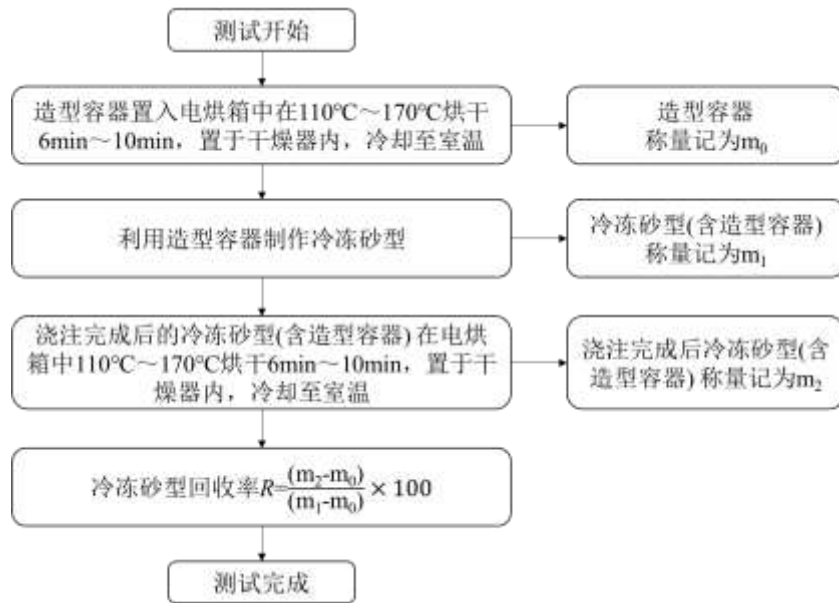 测试开始
造型容器置入电烘箱中在110℃～170℃烘干
6min～10min，置于干燥器内，冷却至室温
造型容器
称量记为m₀
利用造型容器制作冷冻砂型
冷冻砂型(含造型容器)
称量记为m₁
浇注完成后的冷冻砂型(含造型容器)在电烘
箱中110℃～170℃烘干6min～10min，置于干
燥器内，冷却至室温
浇注完成后冷冻砂型(含
造型容器)称量记为m₂
冷冻砂型回收率R=(m₂-m₀)/(m₁-m₀)×100
测试完成